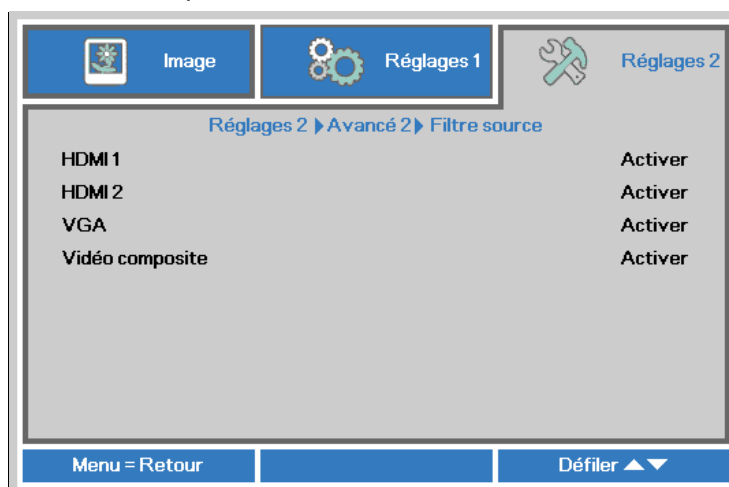 Image
Réglages 1
Réglages 2
Réglages 2 ▶ Avancé 2 ▶ Filtre source
HDMI 1 Activer
HDMI 2 Activer
VGA Activer
Vidéo composite Activer
Menu = Retour
Défiler ▲▼